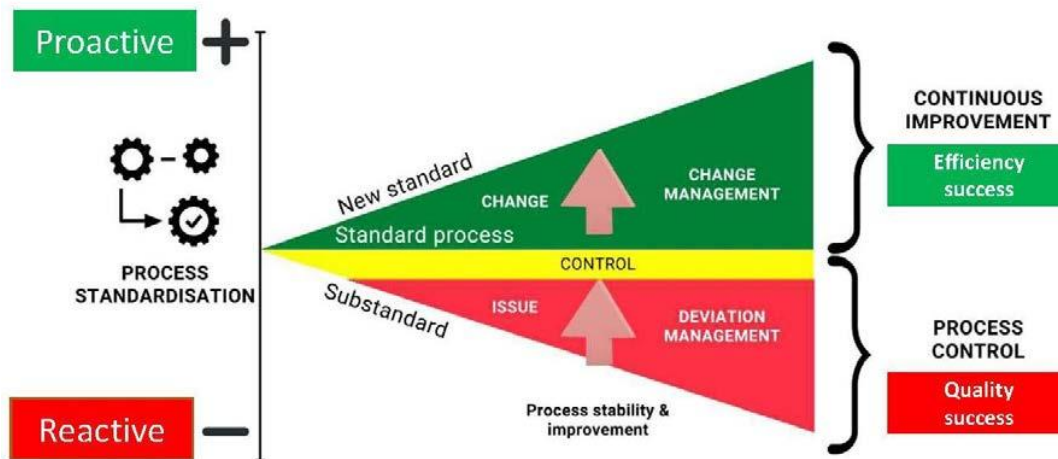 Proactive
+
CONTINUOUS
IMPROVEMENT
Efficiency
success
New standard
CHANGE
CHANGE
MANAGEMENT
Standard process
PROCESS
STANDARDISATION
CONTROL
Substandard
ISSUE
DEVIATION
MANAGEMENT
PROCESS
CONTROL
Quality
success
Process stability &
improvement
Reactive
-